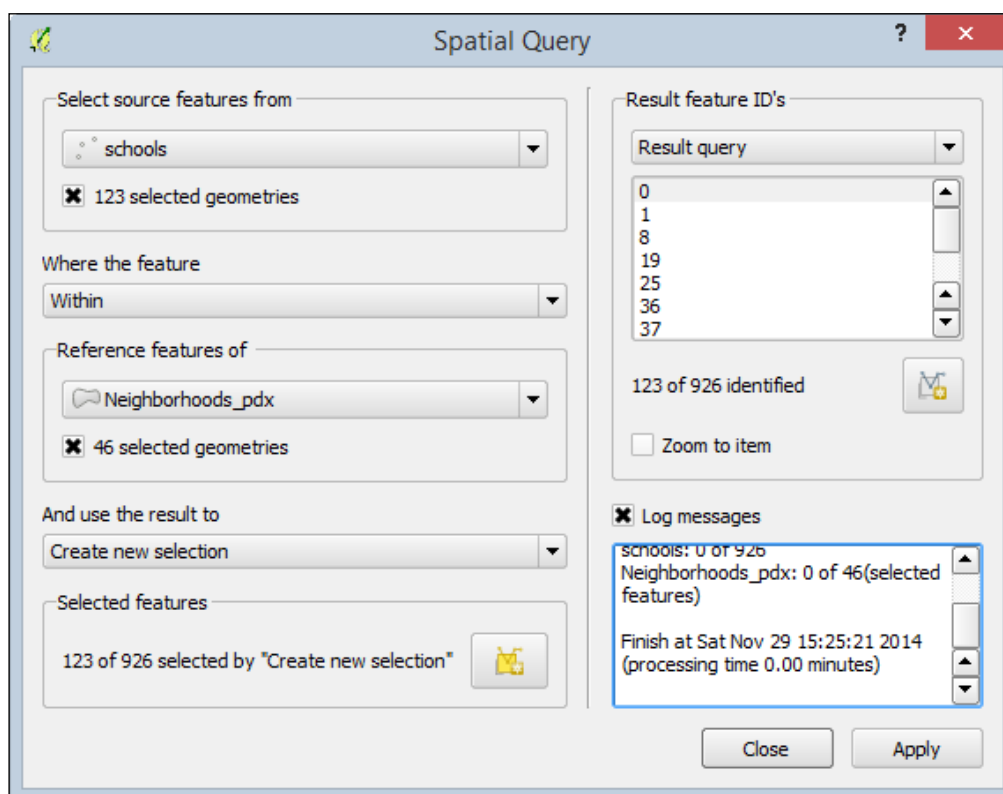 Spatial Query
?
×
Select source features from
schools
123 selected geometries
Where the feature
Within
Reference features of
Neighborhoods_pdx
46 selected geometries
And use the result to
Create new selection
Selected features
123 of 926 selected by "Create new selection"
Result feature ID's
Result query
0
1
8
19
25
36
37
123 of 926 identified
Zoom to item
Log messages
schools: 0 of 926
Neighborhoods_pdx: 0 of 46(selected
features)
Finish at Sat Nov 29 15:25:21 2014
(processing time 0.00 minutes)
Close
Apply